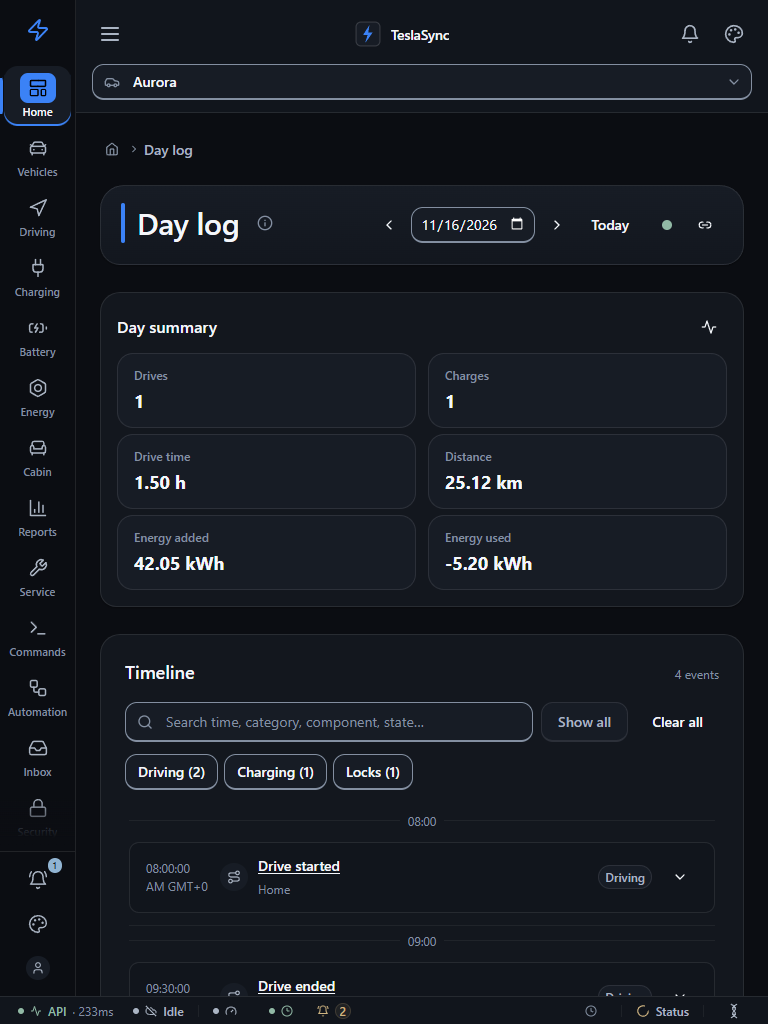 TeslaSync
Aurora
Home
Vehicles
Driving
Charging
Battery
Energy
Cabin
Reports
Service
Commands
Automation
Inbox
Security
1
Day log
Day log
11/16/2026
Today
Day summary
Drives
1
Charges
1
Drive time
1.50 h
Distance
25.12 km
Energy added
42.05 kWh
Energy used
-5.20 kWh
Timeline
4 events
Search time, category, component, state...
Show all
Clear all
Driving (2)
Charging (1)
Locks (1)
08:00
08:00:00
AM GMT+0
Drive started
Home
Driving
09:00
09:30:00
Drive ended
Driving
API · 233ms
Idle
2
Status